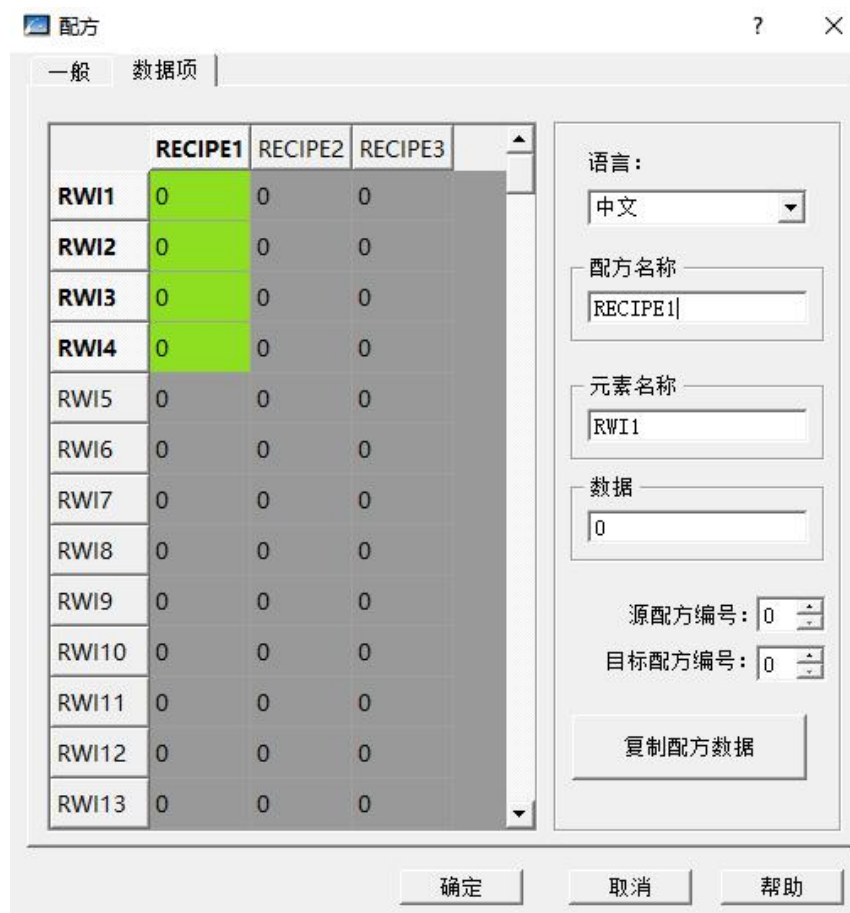 配方 ?
一般 数据项
RECIPE1 RECIPE2 RECIPE3
RWI1 0 0 0
RWI2 0 0 0
RWI3 0 0 0
RWI4 0 0 0
RWI5 0 0 0
RWI6 0 0 0
RWI7 0 0 0
RWI8 0 0 0
RWI9 0 0 0
RWI10 0 0 0
RWI11 0 0 0
RWI12 0 0 0
RWI13 0 0 0
语言：
中文
配方名称
RECIPE1
元素名称
RWI1
数据
0
源配方编号：0
目标配方编号：0
复制配方数据
确定 取消 帮助